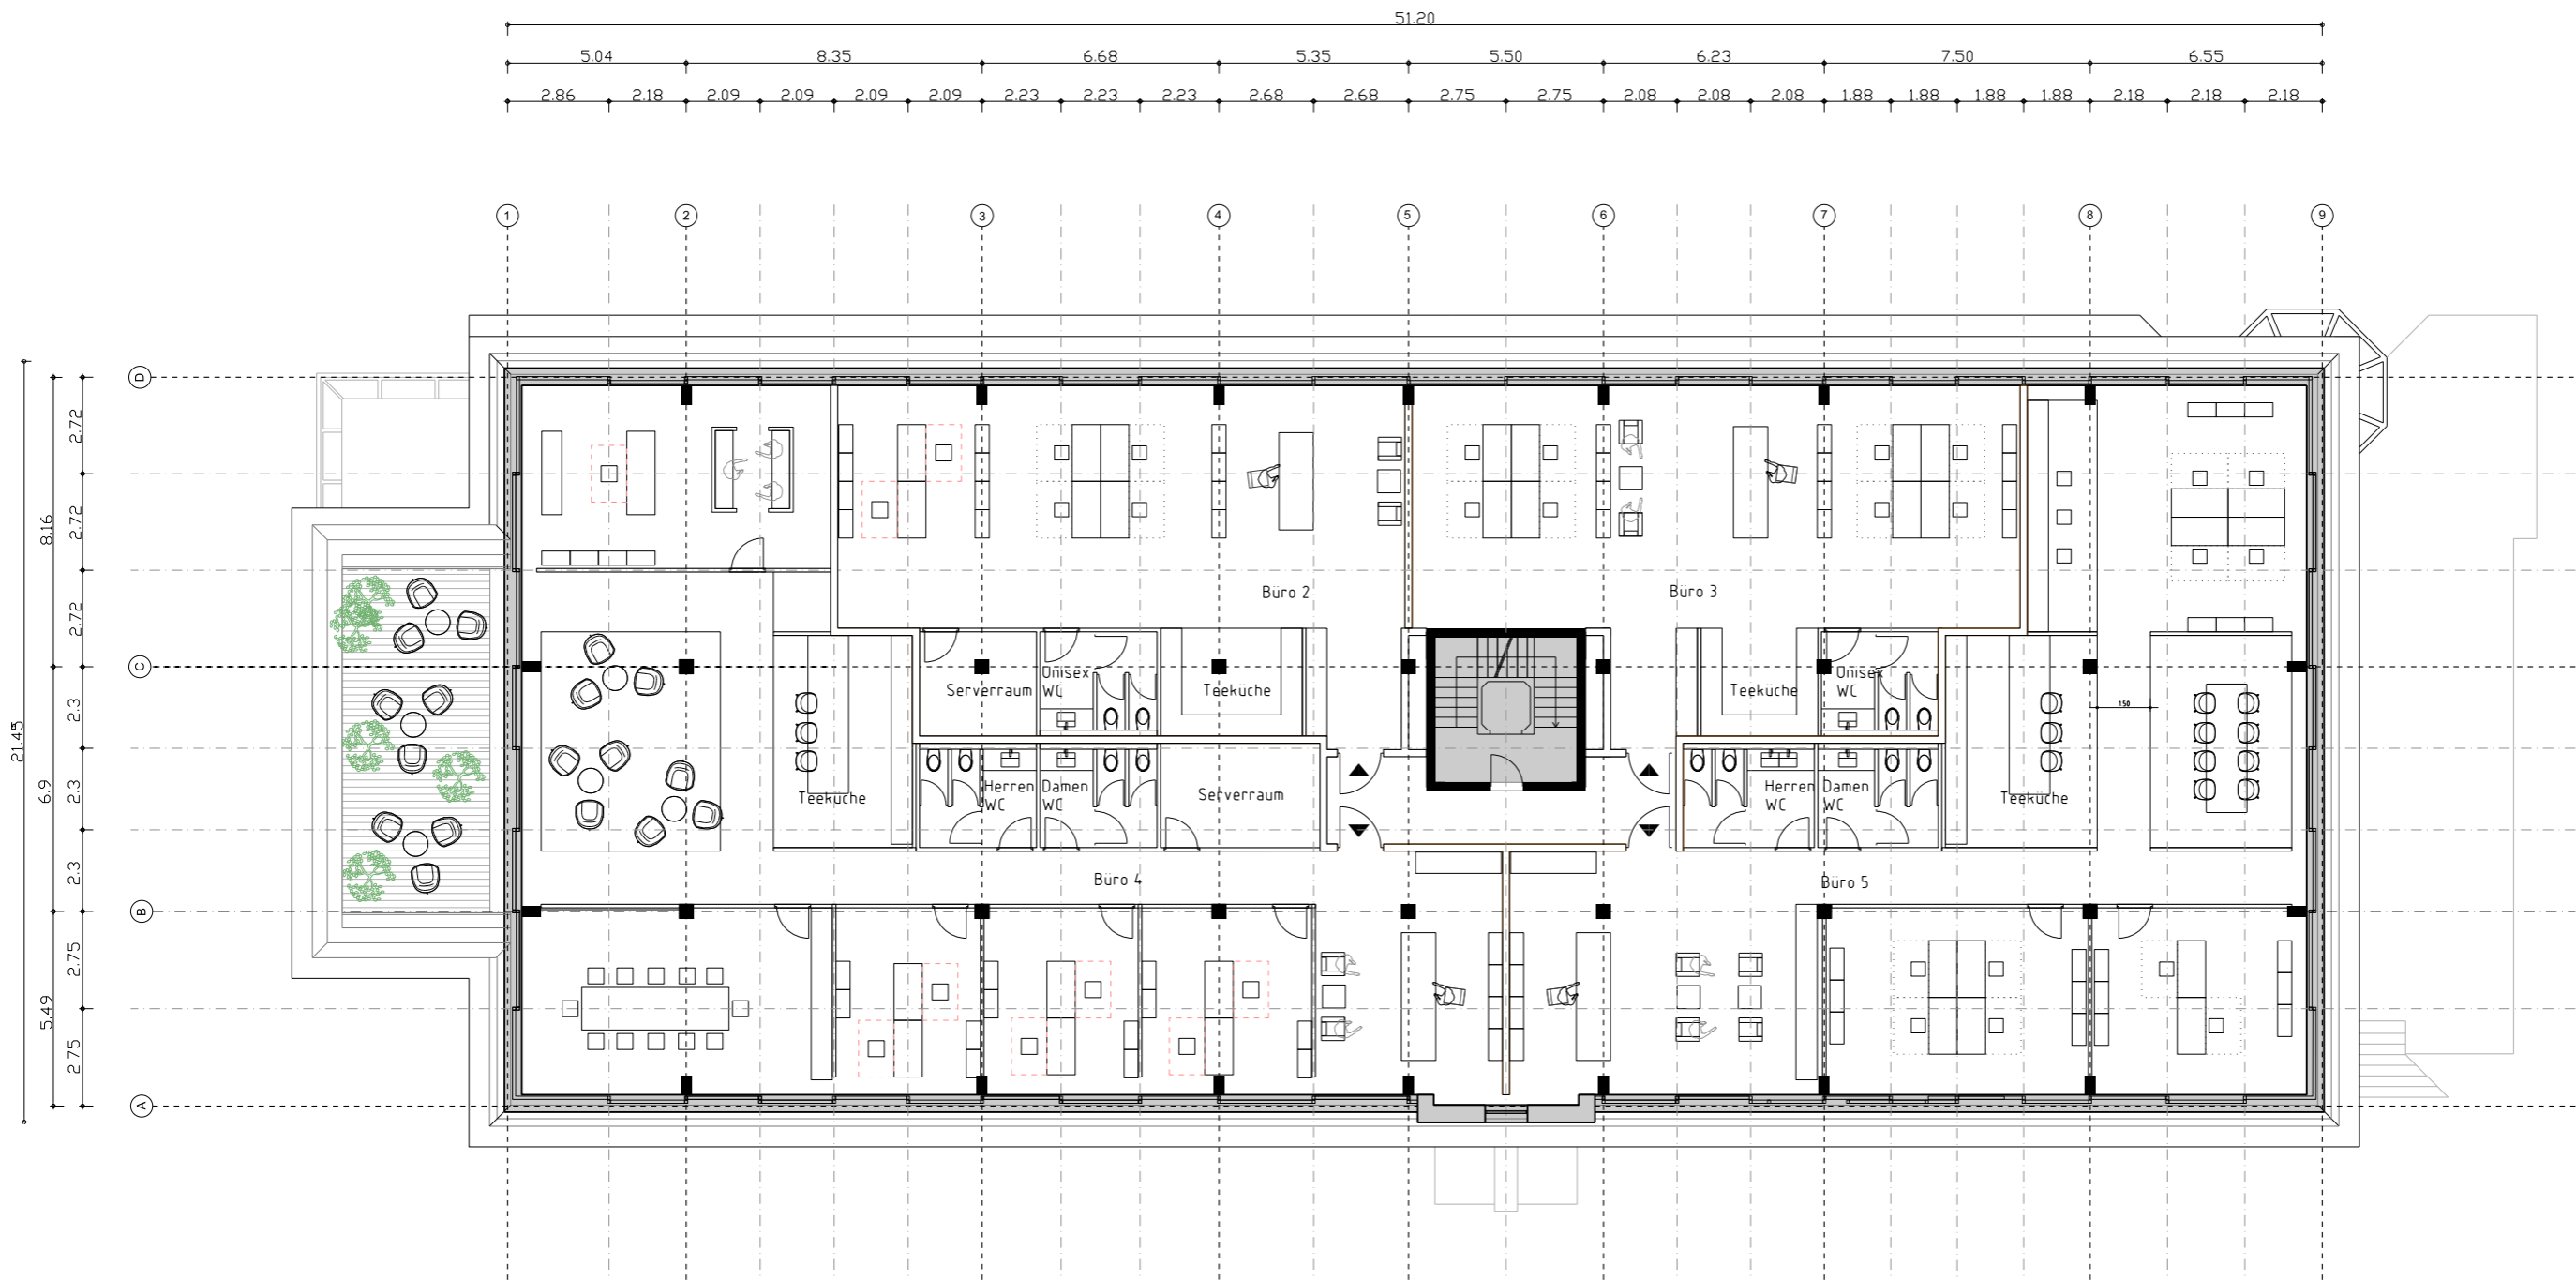 51.20
5.04 8.35 6.68 5.35 5.50 6.23 7.50 6.55
2.86 2.18 2.09 2.09 2.09 2.09 2.23 2.23 2.23 2.68 2.68 2.75 2.75 2.08 2.08 2.08 1.88 1.88 1.88 1.88 2.18 2.18 2.18
1 2 3 4 5 6 7 8 9
D
2.72
8.16
2.72
2.72
Büro 2
Büro 3
C
Unisex
WC
Serverraum
Teeküche
Teeküche
Unisex
WC
2.3
150
21.45
6.9
2.3
Teeküche
Herren
WC
Damen
WC
Serverraum
Herren
WC
Damen
WC
Teeküche
2.3
Büro 4
Büro 5
B
2.75
5.49
2.75
A